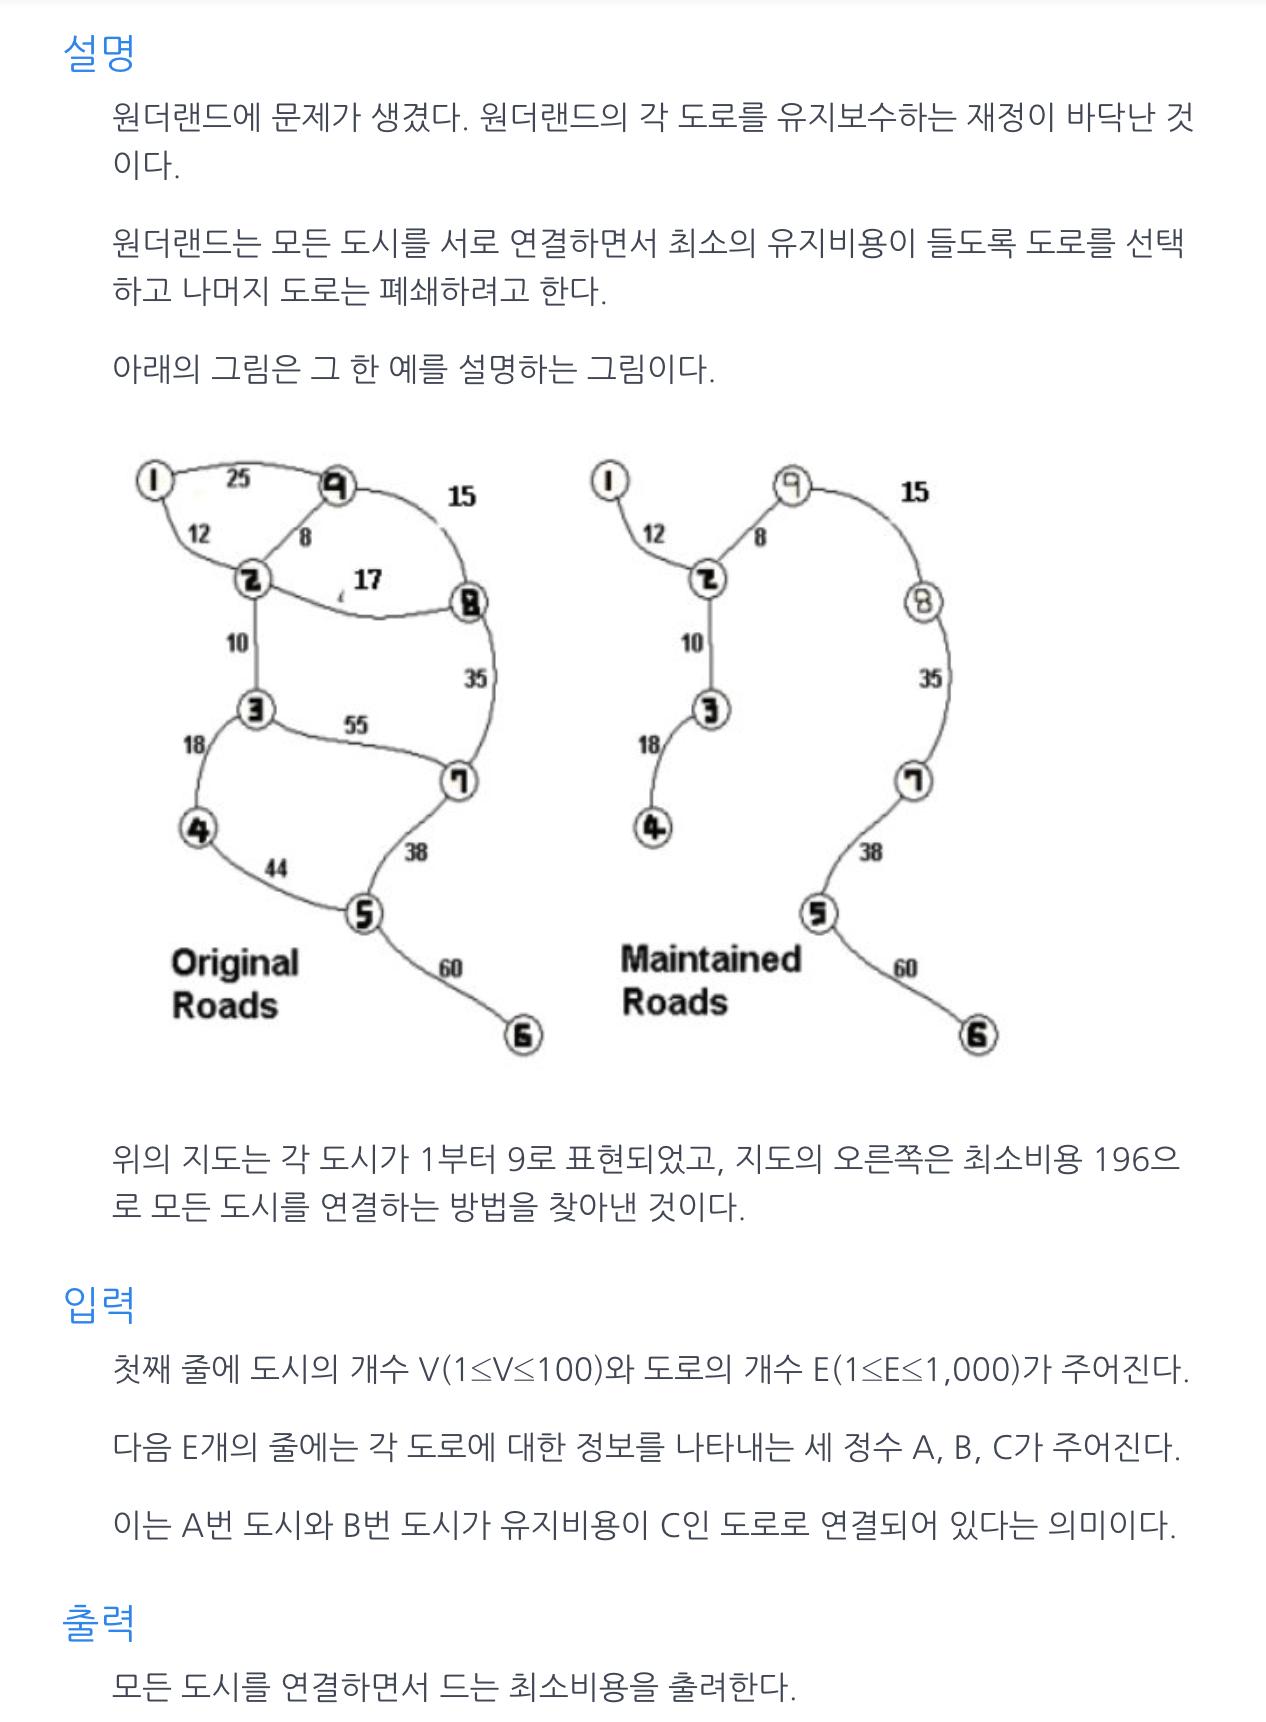 설명
원더랜드에 문제가 생겼다. 원더랜드의 각 도로를 유지보수하는 재정이 바닥난 것
이다.
원더랜드는 모든 도시를 서로 연결하면서 최소의 유지비용이 들도록 도로를 선택
하고 나머지 도로는 폐쇄하려고 한다.
아래의 그림은 그 한 예를 설명하는 그림이다.
1 25 9 15
12 8
2 17 8
10 35
3 55
18 7
4 38
44 5
60
6
Original
Roads
1 9 15
12 8
2 8
10 35
3
18 7
4 38
5
60
6
Maintained
Roads
위의 지도는 각 도시가 1부터 9로 표현되었고, 지도의 오른쪽은 최소비용 196으
로 모든 도시를 연결하는 방법을 찾아낸 것이다.
입력
첫째 줄에 도시의 개수 V(1≤V≤100)와 도로의 개수 E(1≤E≤1,000)가 주어진다.
다음 E개의 줄에는 각 도로에 대한 정보를 나타내는 세 정수 A, B, C가 주어진다.
이는 A번 도시와 B번 도시가 유지비용이 C인 도로로 연결되어 있다는 의미이다.
출력
모든 도시를 연결하면서 드는 최소비용을 출려한다.